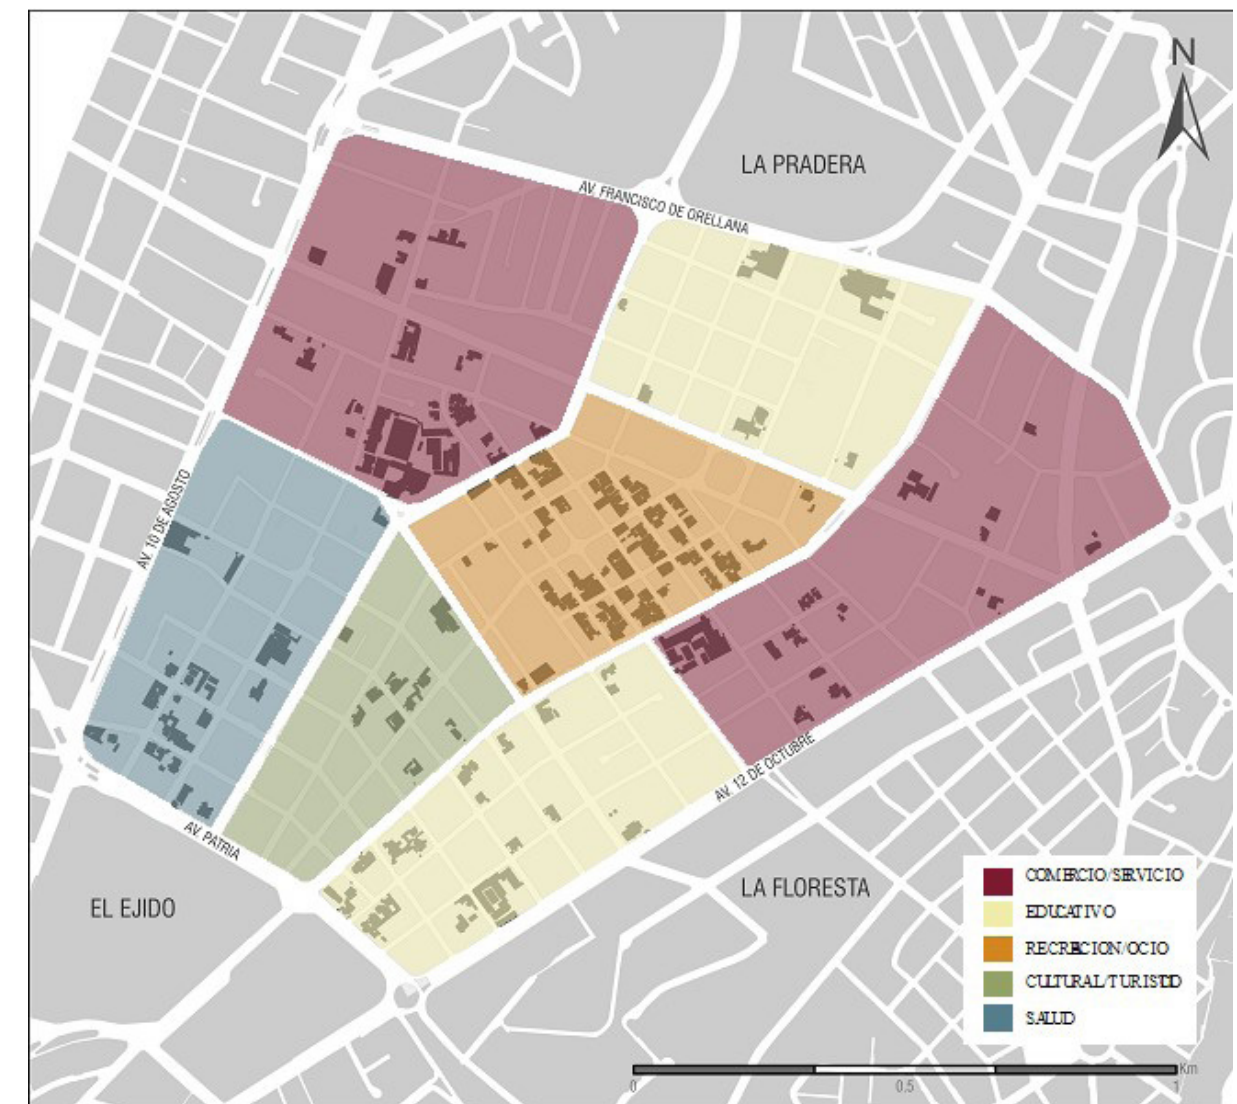 N
LA PRADERA
AV. FRANCISCO DE ORELLANA
AV. 10 DE AGOSTO
AV. 12 DE OCTUBRE
AV. PATRIA
LA FLORESTA
EL EJIDO
COMERCIO/SERVICIO
EDUCATIVO
RECREACION/OCIO
CULTURAL/TURISTICO
SALUD
Km
0
0.5
1